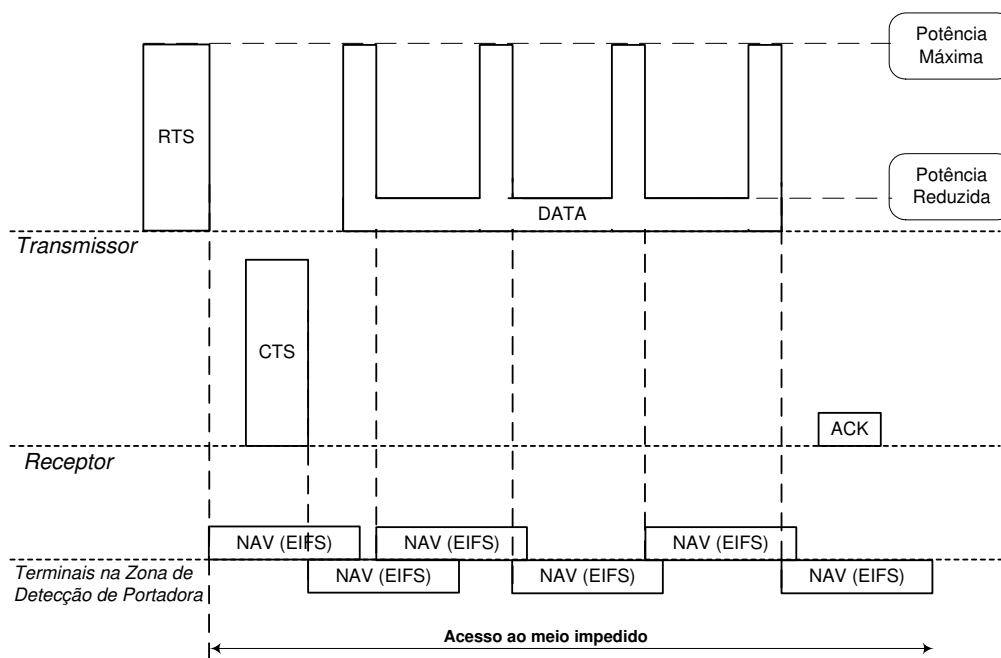 Potência
Máxima
RTS
Potência
Reduzida
DATA
Transmissor
CTS
ACK
Receptor
NAV (EIFS)
NAV (EIFS)
NAV (EIFS)
Terminais na Zona de
Detecção de Portadora
NAV (EIFS)
NAV (EIFS)
NAV (EIFS)
Acesso ao meio impedido